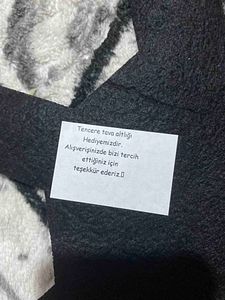 Tencere tava altlığı
Hediyemizdir.
Alışverişinizde bizi tercih
ettiğiniz için
teşekkür ederiz.▯